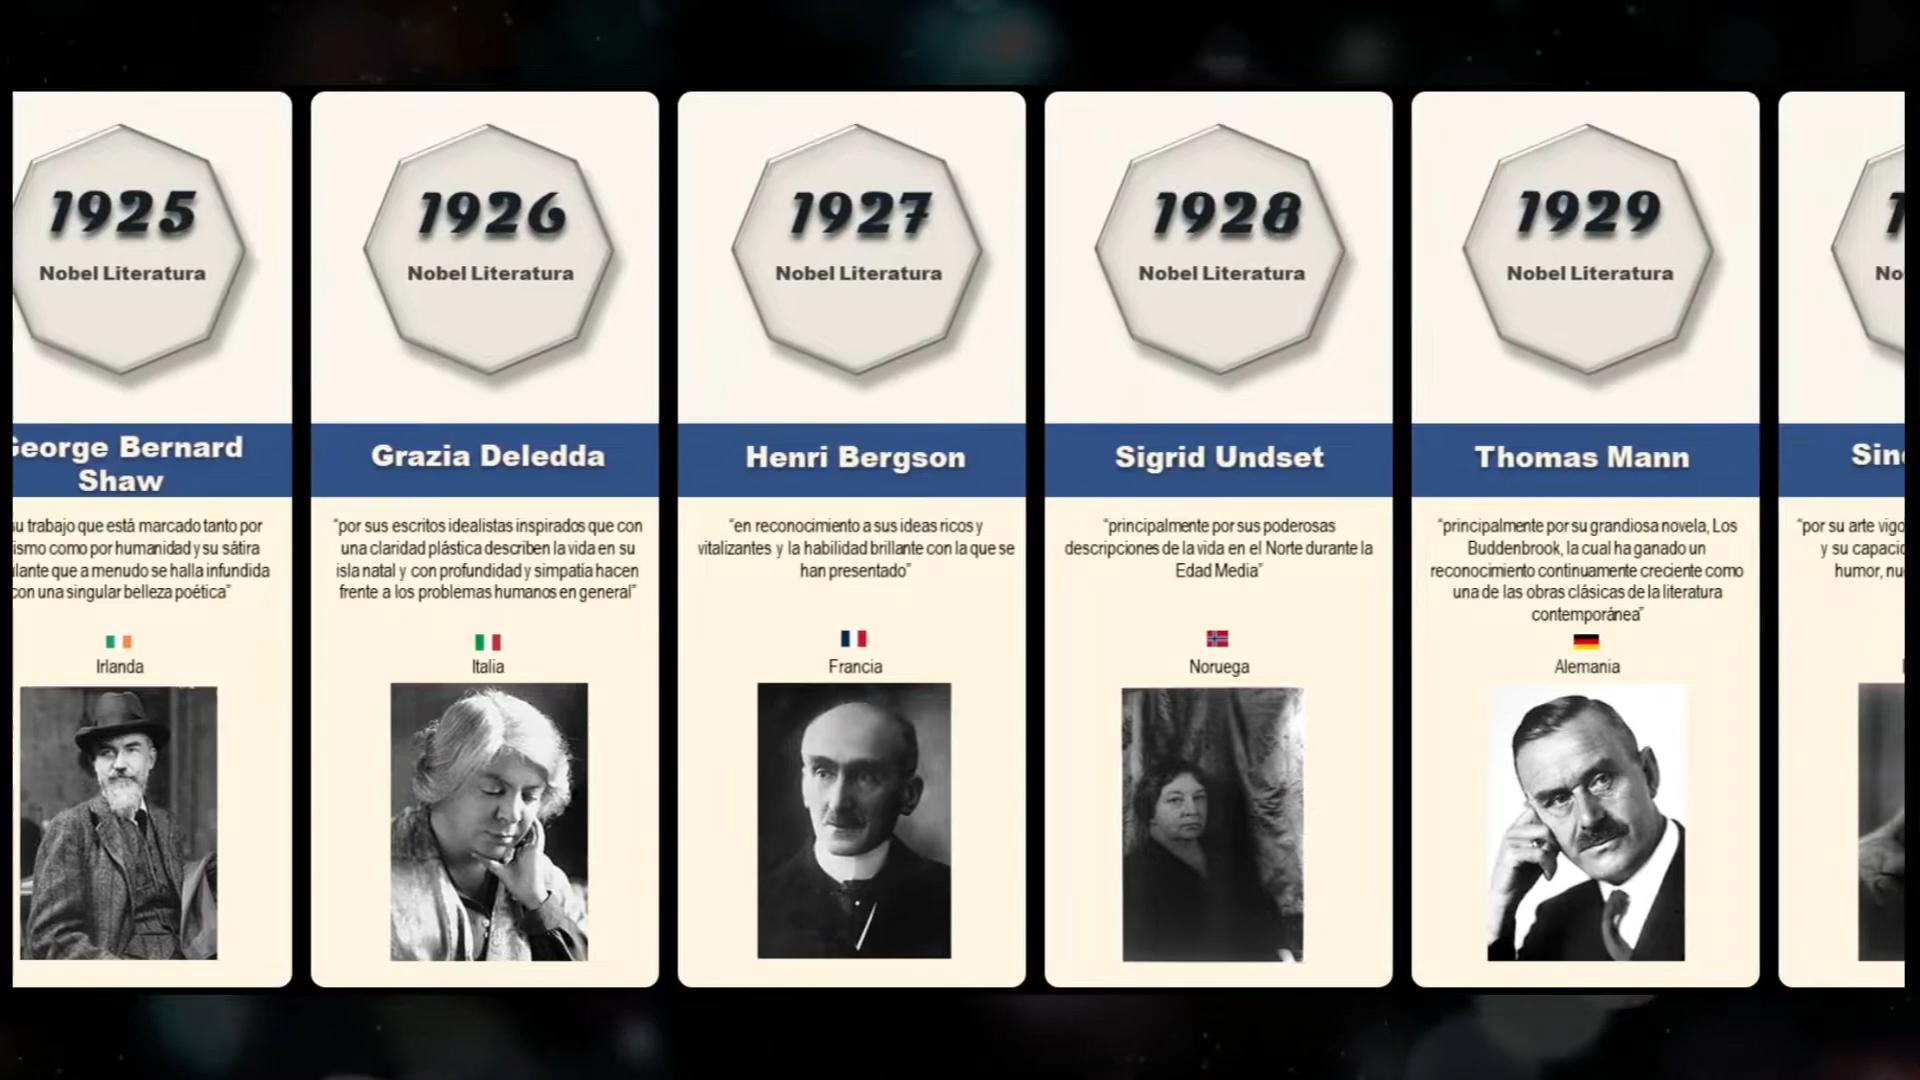 1925
Nobel Literatura
George Bernard
Shaw
su trabajo que está marcado tanto por
ismo como por humanidad y su sátira
lante que a menudo se halla infundida
con una singular belleza poética”
Irlanda
1926
Nobel Literatura
Grazia Deledda
“por sus escritos idealistas inspirados que con
una claridad plástica describen la vida en su
isla natal y con profundidad y simpatía hacen
frente a los problemas humanos en general”
Italia
1927
Nobel Literatura
Henri Bergson
“en reconocimiento a sus ideas ricos y
vitalizantes y la habilidad brillante con la que se
han presentado”
Francia
1928
Nobel Literatura
Sigrid Undset
“principalmente por sus poderosas
descripciones de la vida en el Norte durante la
Edad Media”
Noruega
1929
Nobel Literatura
Thomas Mann
“principalmente por su grandiosa novela, Los
Buddenbrook, la cual ha ganado un
reconocimiento continuamente creciente como
una de las obras clásicas de la literatura
contemporánea”
Alemania
1
No
Sinc
“por su arte vigo
y su capacid
humor, nu